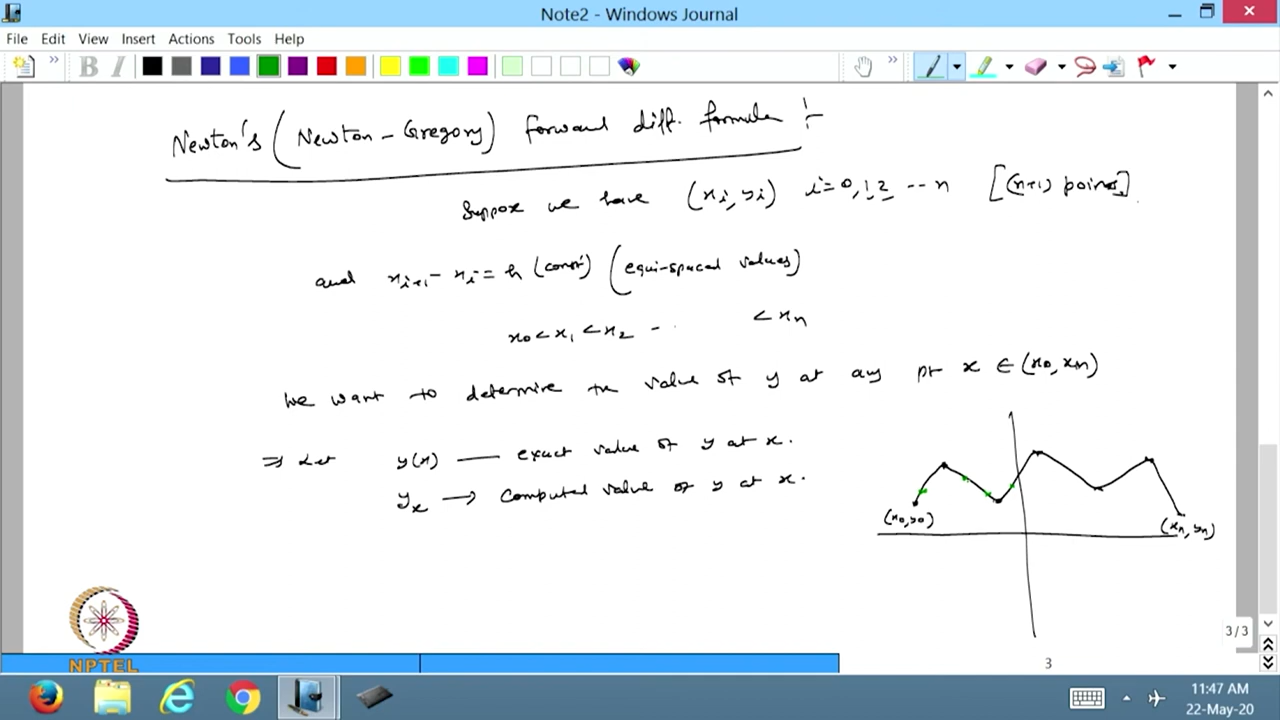 Note2 - Windows Journal
File Edit View Insert Actions Tools Help
Newton's (Newton - Gregory) forward diff. formula :-
Suppose we have (xi, yi) i = 0, 1, 2 -- n [(n+1) points]
and xi+1 - xi = h (const) (equi-spaced values)
x0 < x1 < x2 - . < xn
We want to determine the value of y at any pt x ∈ (x0, xn)
⇒ Let y(x) — exact value of y at x.
yx → computed value of y at x.
(x0, y0)
(xn, yn)
3/3
NPTEL
3
11:47 AM
22-May-20